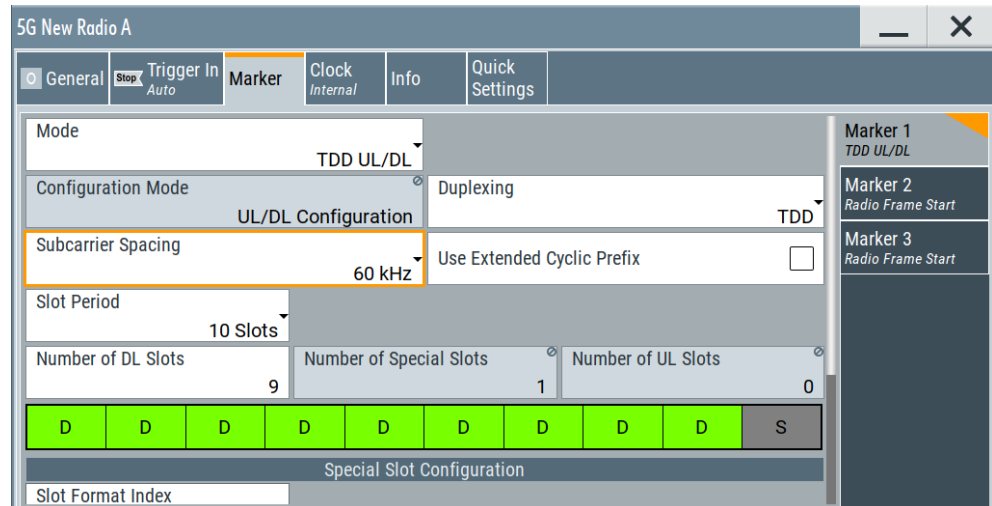 5G New Radio A
O General
Stop Trigger In
Auto
Marker
Clock
Internal
Info
Quick
Settings
Mode
TDD UL/DL
Configuration Mode
UL/DL Configuration
Duplexing
TDD
Subcarrier Spacing
60 kHz
Use Extended Cyclic Prefix
Slot Period
10 Slots
Number of DL Slots
9
Number of Special Slots
1
Number of UL Slots
0
D D D D D D D D D S
Special Slot Configuration
Slot Format Index
Marker 1
TDD UL/DL
Marker 2
Radio Frame Start
Marker 3
Radio Frame Start